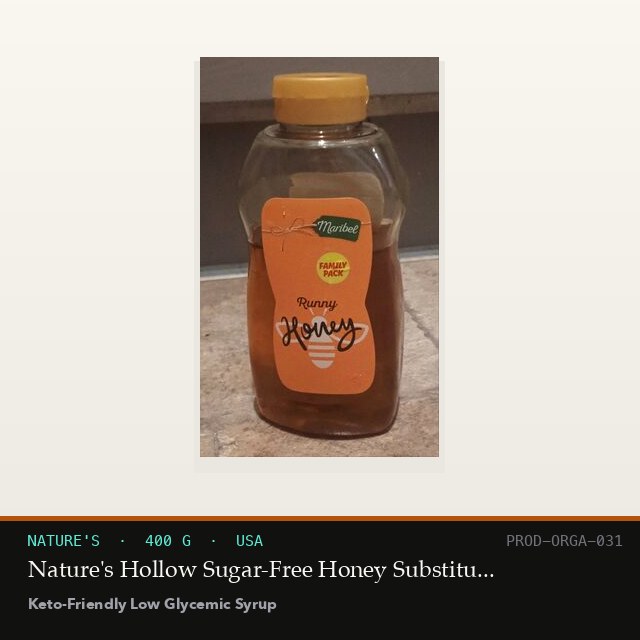 Maribel
FAMILY
PACK
Runny
Honey
NATURE'S · 400 G · USA
PROD–ORGA–031
Nature's Hollow Sugar-Free Honey Substitu...
Keto-Friendly Low Glycemic Syrup